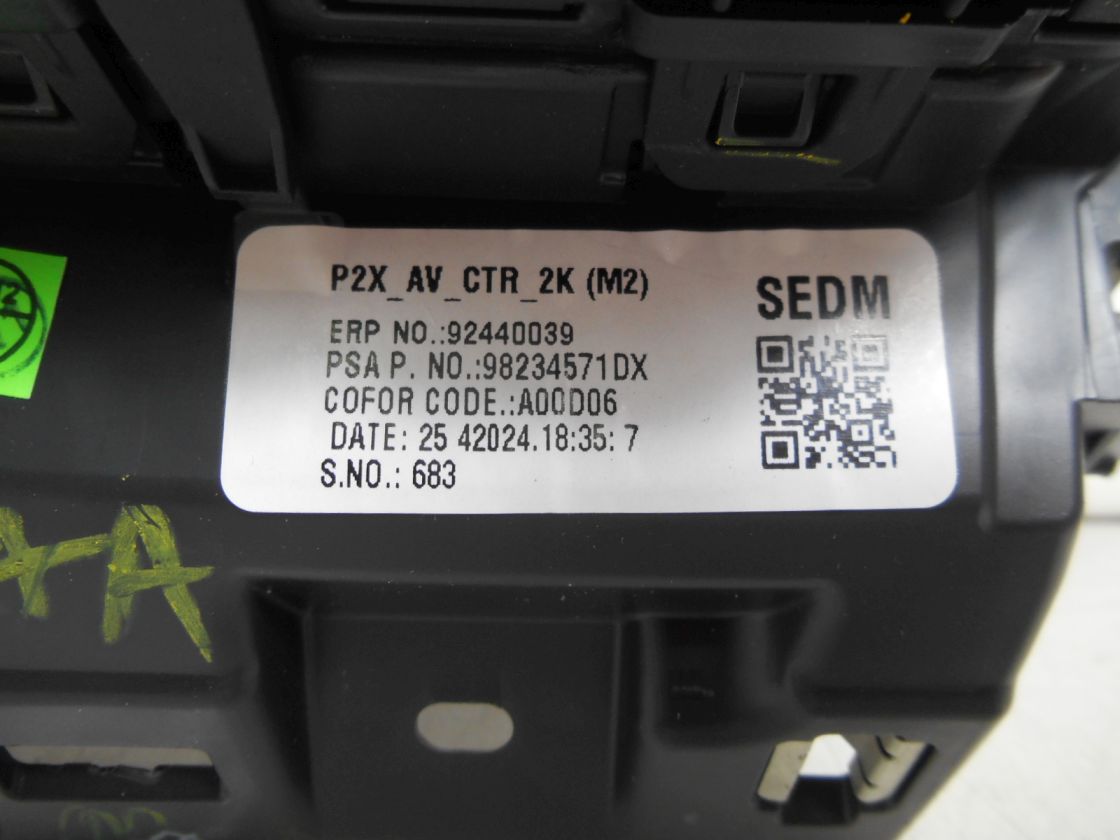 P2X_AV_CTR_2K (M2)
SEDM
ERP NO.:92440039
PSA P. NO.:98234571DX
COFOR CODE.:A00D06
DATE: 25 42024.18:35: 7
S.NO.: 683
A